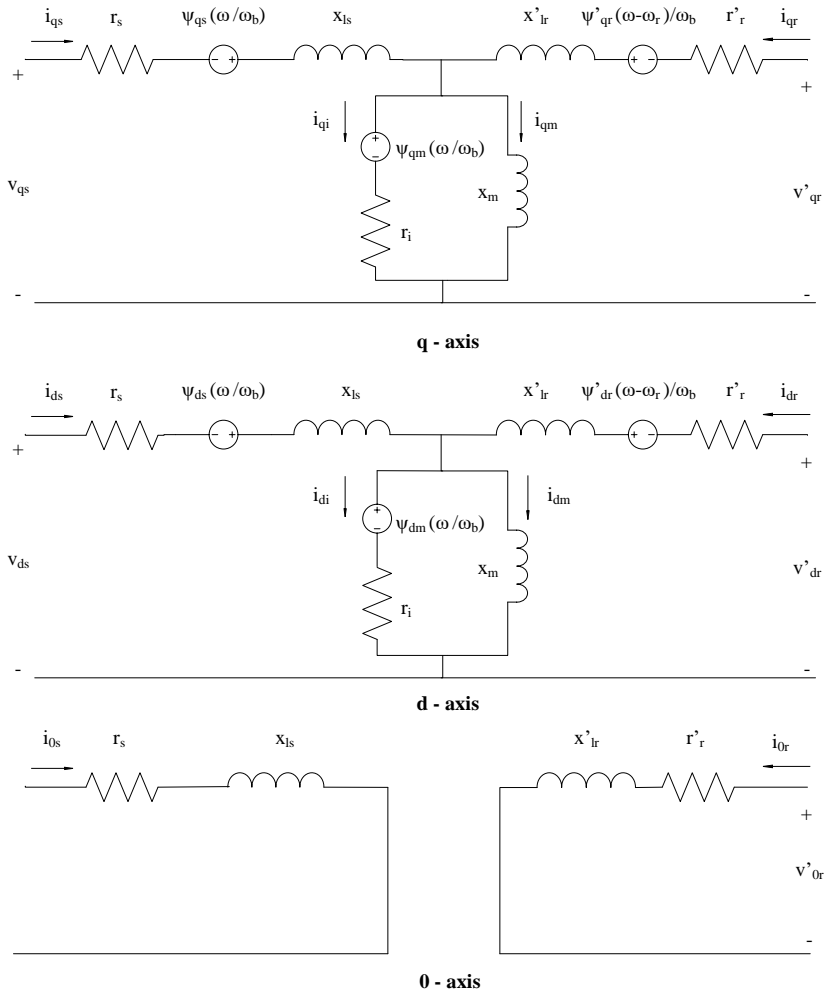 i_qs r_s ψ_qs(ω/ω_b) x_ls x'_lr ψ'_qr(ω-ω_r)/ω_b r'_r i_qr
+ - + + - +
i_qi i_qm
+
- ψ_qm(ω/ω_b)
v_qs x_m v'_qr
r_i
- -
q - axis
i_ds r_s ψ_ds(ω/ω_b) x_ls x'_lr ψ'_dr(ω-ω_r)/ω_b r'_r i_dr
+ - + - + +
i_di i_dm
+
- ψ_dm(ω/ω_b)
v_ds x_m v'_dr
r_i
- -
d - axis
i_0s r_s x_ls x'_lr r'_r i_0r
+
v'_0r
-
0 - axis